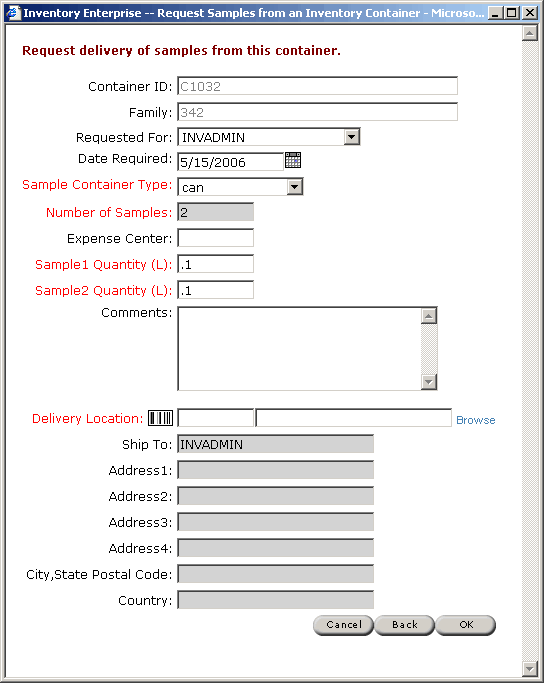 Inventory Enterprise -- Request Samples from an Inventory Container - Microso...
Request delivery of samples from this container.
Container ID: C1032
Family: 342
Requested For: INVADMIN
Date Required: 5/15/2006
Sample Container Type: can
Number of Samples: 2
Expense Center:
Sample1 Quantity (L): .1
Sample2 Quantity (L): .1
Comments:
Delivery Location: Browse
Ship To: INVADMIN
Address1:
Address2:
Address3:
Address4:
City,State Postal Code:
Country:
Cancel Back OK